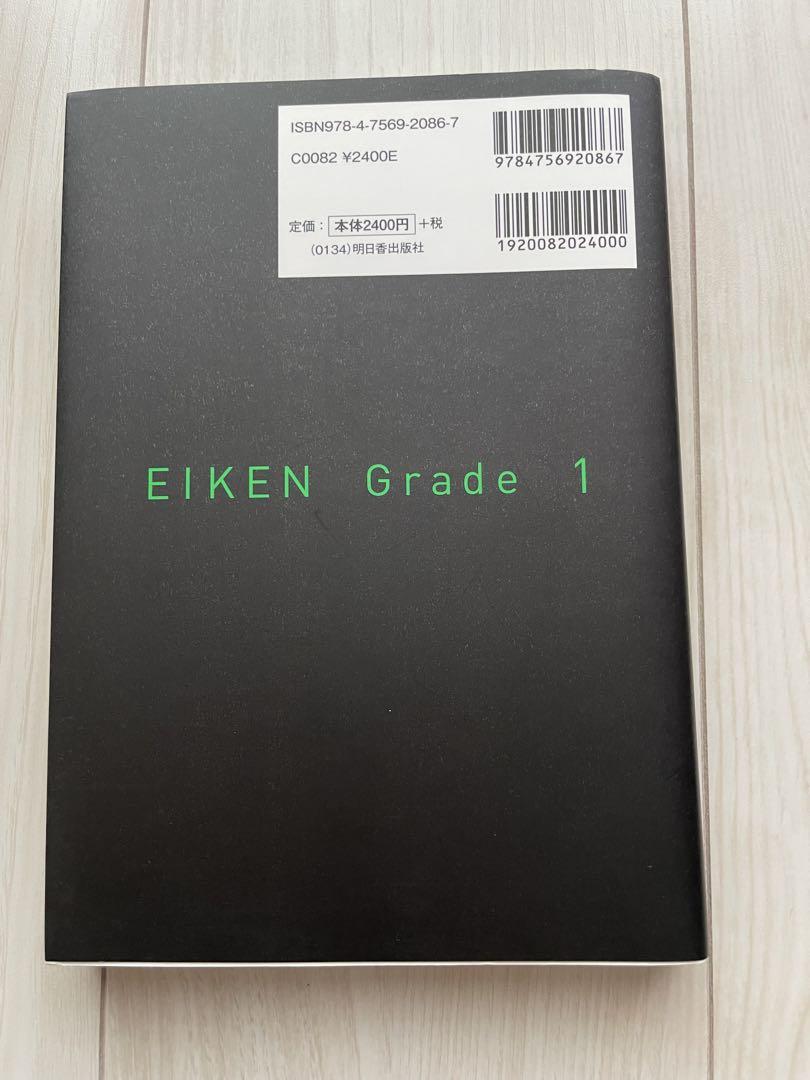 ISBN978-4-7569-2086-7
C0082 ¥2400E
定価：本体2400円+税
(0134)明日香出版社
9784756920867
1920082024000
EIKEN Grade 1